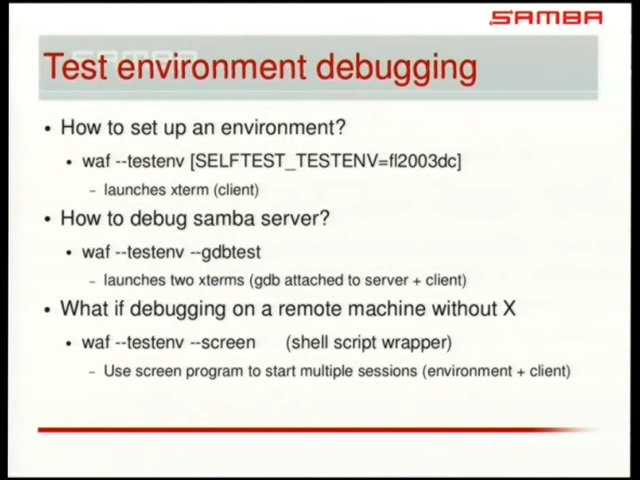 SAMBA
Test environment debugging
• How to set up an environment?
• waf --testenv [SELFTEST_TESTENV=fl2003dc]
– launches xterm (client)
• How to debug samba server?
• waf --testenv --gdbtest
– launches two xterms (gdb attached to server + client)
• What if debugging on a remote machine without X
• waf --testenv --screen (shell script wrapper)
– Use screen program to start multiple sessions (environment + client)